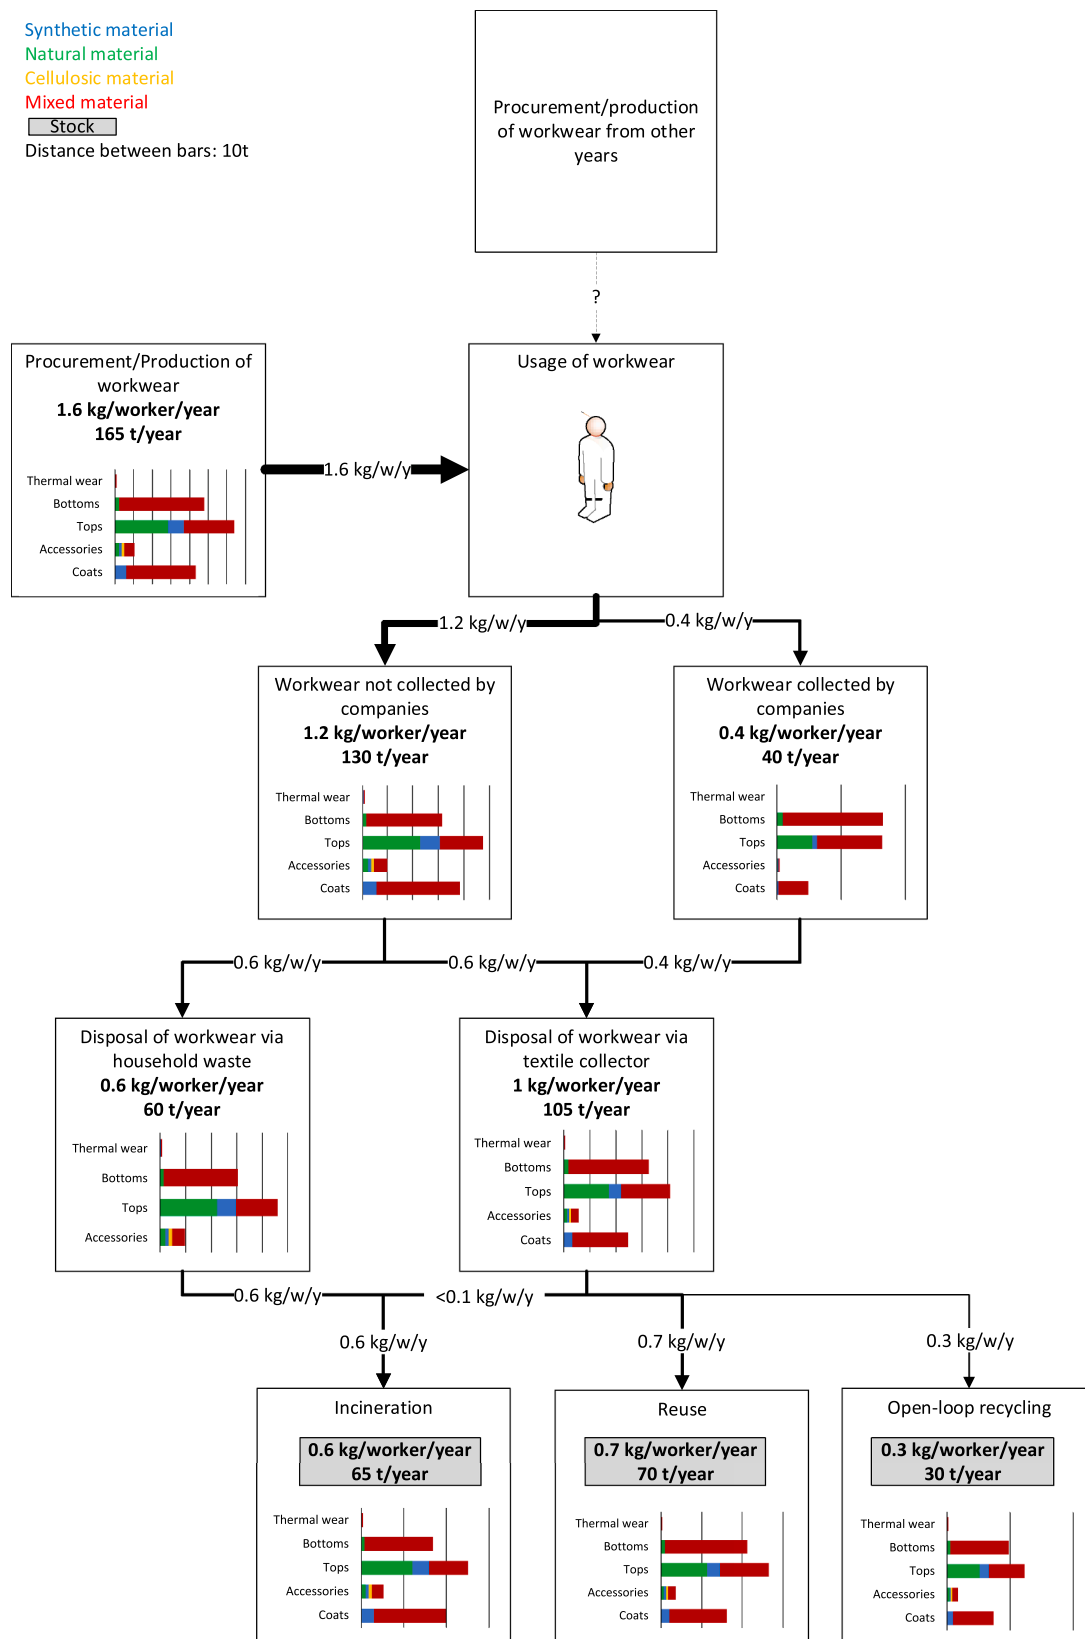 Synthetic material
Natural material
Cellulosic material
Mixed material
Stock
Distance between bars: 10t
Procurement/production
of workwear from other
years
?
Procurement/Production of
workwear
1.6 kg/worker/year
165 t/year
Thermal wear
Bottoms
Tops
Accessories
Coats
1.6 kg/w/y
Usage of workwear
1.2 kg/w/y
0.4 kg/w/y
Workwear not collected by
companies
1.2 kg/worker/year
130 t/year
Thermal wear
Bottoms
Tops
Accessories
Coats
Workwear collected by
companies
0.4 kg/worker/year
40 t/year
Thermal wear
Bottoms
Tops
Accessories
Coats
0.6 kg/w/y
0.6 kg/w/y
0.4 kg/w/y
Disposal of workwear via
household waste
0.6 kg/worker/year
60 t/year
Thermal wear
Bottoms
Tops
Accessories
Disposal of workwear via
textile collector
1 kg/worker/year
105 t/year
Thermal wear
Bottoms
Tops
Accessories
Coats
0.6 kg/w/y
<0.1 kg/w/y
0.6 kg/w/y
0.7 kg/w/y
0.3 kg/w/y
Incineration
0.6 kg/worker/year
65 t/year
Thermal wear
Bottoms
Tops
Accessories
Coats
Reuse
0.7 kg/worker/year
70 t/year
Thermal wear
Bottoms
Tops
Accessories
Coats
Open-loop recycling
0.3 kg/worker/year
30 t/year
Thermal wear
Bottoms
Tops
Accessories
Coats